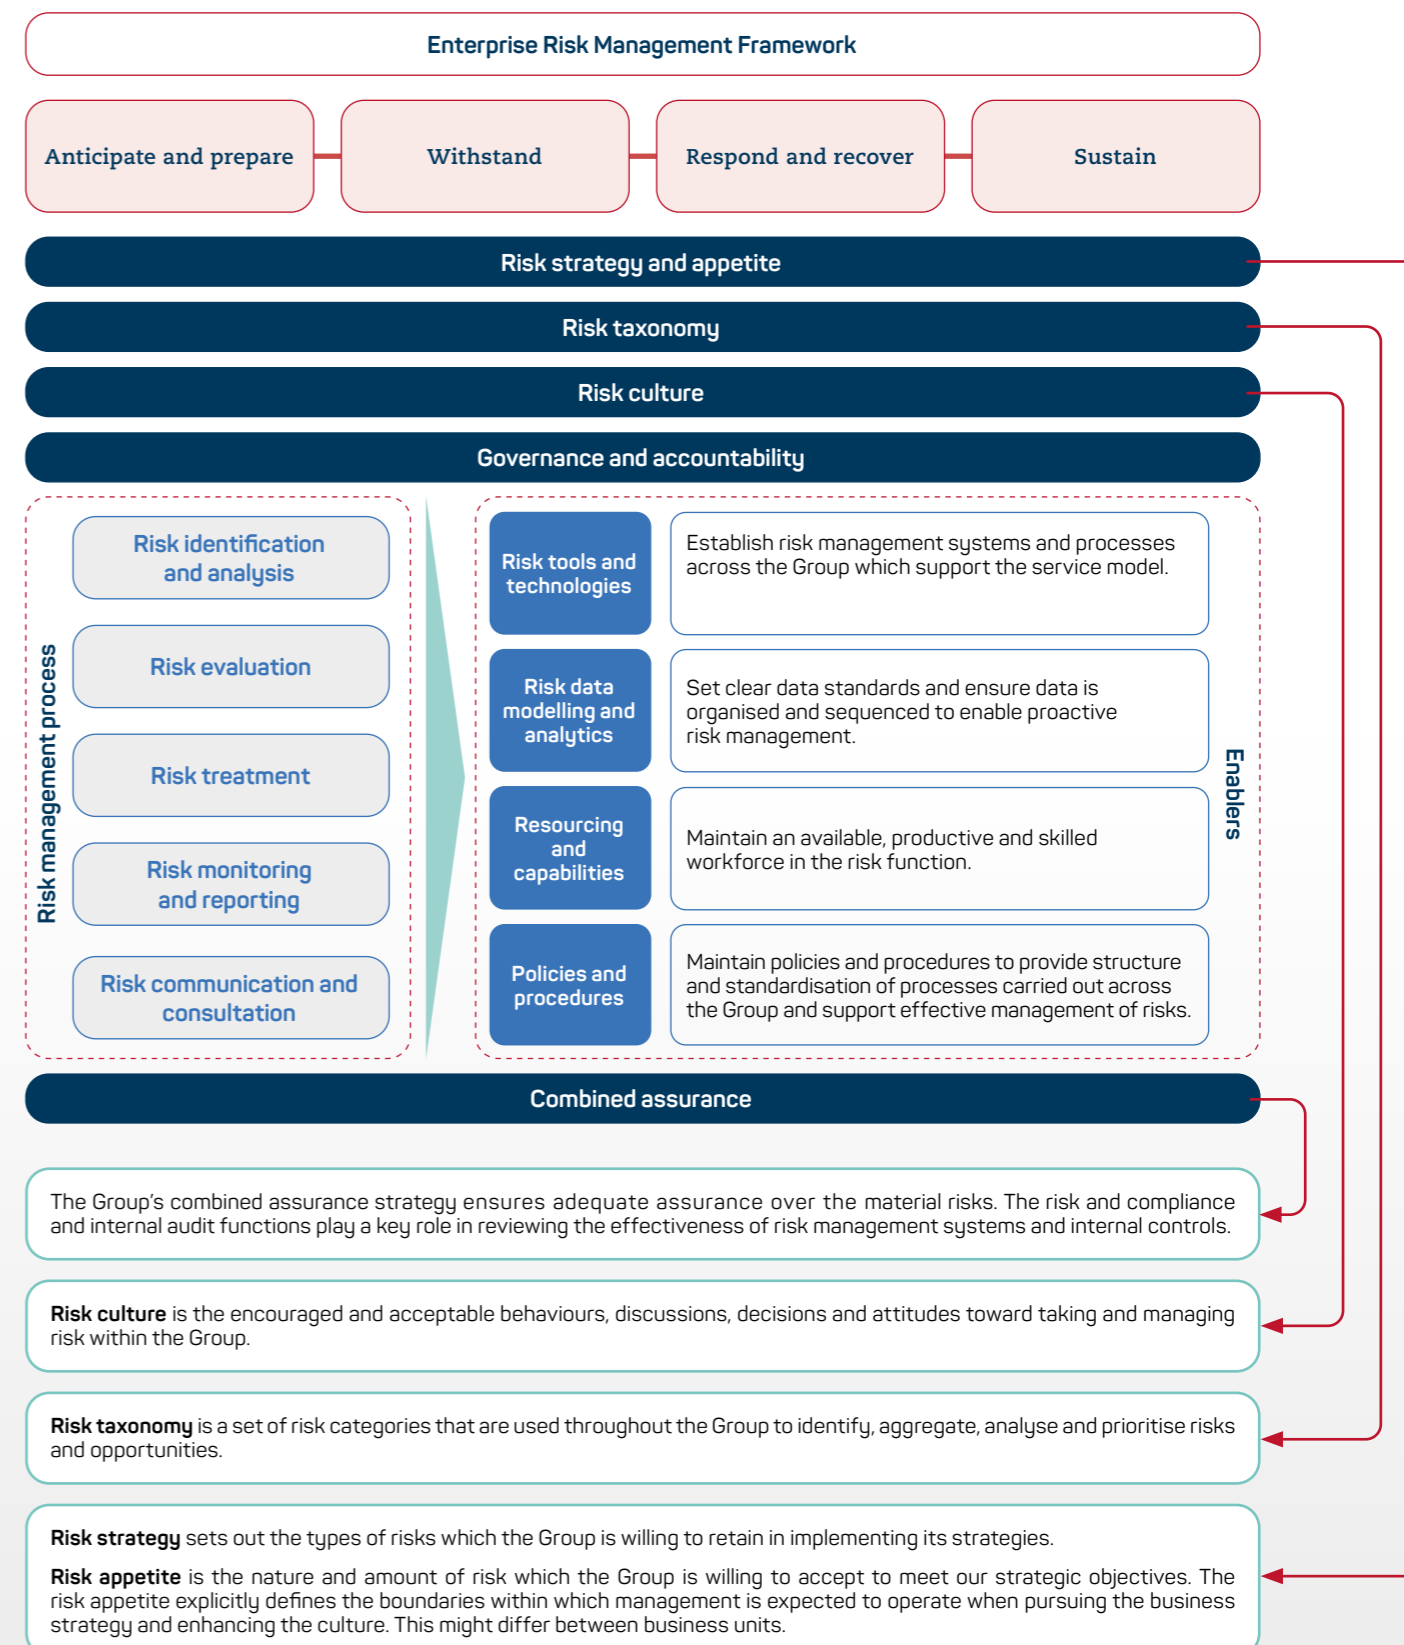 Enterprise Risk Management Framework
Anticipate and prepare
Withstand
Respond and recover
Sustain
Risk strategy and appetite
Risk taxonomy
Risk culture
Governance and accountability
Risk management process
Risk identification
and analysis
Risk evaluation
Risk treatment
Risk monitoring
and reporting
Risk communication and
consultation
Risk tools and
technologies
Establish risk management systems and processes
across the Group which support the service model.
Risk data
modelling and
analytics
Set clear data standards and ensure data is
organised and sequenced to enable proactive
risk management.
Resourcing
and
capabilities
Maintain an available, productive and skilled
workforce in the risk function.
Policies and
procedures
Maintain policies and procedures to provide structure
and standardisation of processes carried out across
the Group and support effective management of risks.
Enablers
Combined assurance
The Group's combined assurance strategy ensures adequate assurance over the material risks. The risk and compliance
and internal audit functions play a key role in reviewing the effectiveness of risk management systems and internal controls.
Risk culture is the encouraged and acceptable behaviours, discussions, decisions and attitudes toward taking and managing
risk within the Group.
Risk taxonomy is a set of risk categories that are used throughout the Group to identify, aggregate, analyse and prioritise risks
and opportunities.
Risk strategy sets out the types of risks which the Group is willing to retain in implementing its strategies.
Risk appetite is the nature and amount of risk which the Group is willing to accept to meet our strategic objectives. The
risk appetite explicitly defines the boundaries within which management is expected to operate when pursuing the business
strategy and enhancing the culture. This might differ between business units.